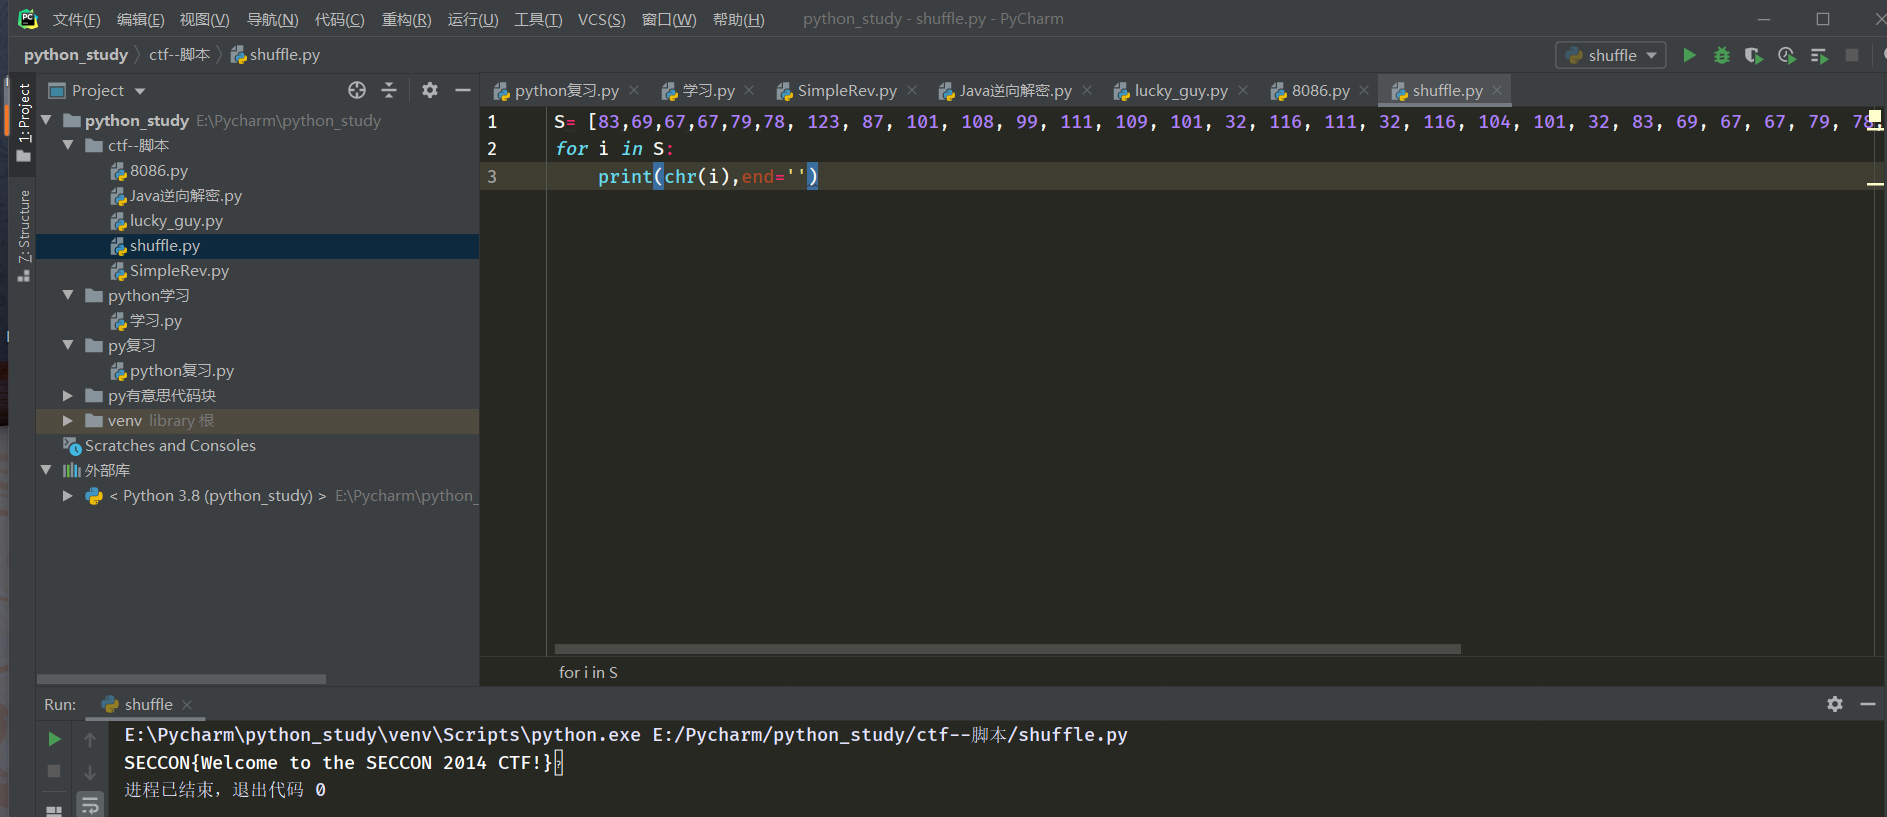 文件(F) 编辑(E) 视图(V) 导航(N) 代码(C) 重构(R) 运行(U) 工具(T) VCS(S) 窗口(W) 帮助(H) python_study - shuffle.py - PyCharm
python_study ctf--脚本 shuffle.py shuffle
1: Project
Z: Structure
Project
python_study E:\Pycharm\python_study
ctf--脚本
8086.py
Java逆向解密.py
lucky_guy.py
shuffle.py
SimpleRev.py
python学习
学习.py
py复习
python复习.py
py有意思代码块
venv library 根
Scratches and Consoles
外部库
< Python 3.8 (python_study) > E:\Pycharm\python_
python复习.py 学习.py SimpleRev.py Java逆向解密.py lucky_guy.py 8086.py shuffle.py
1 S= [83,69,67,67,79,78, 123, 87, 101, 108, 99, 111, 109, 101, 32, 116, 111, 32, 116, 104, 101, 32, 83, 69, 67, 67, 79, 78,
2 for i in S:
3 print(chr(i),end='')
for i in S
Run: shuffle
E:\Pycharm\python_study\venv\Scripts\python.exe E:/Pycharm/python_study/ctf--脚本/shuffle.py
SECCON{Welcome to the SECCON 2014 CTF!}
进程已结束，退出代码 0